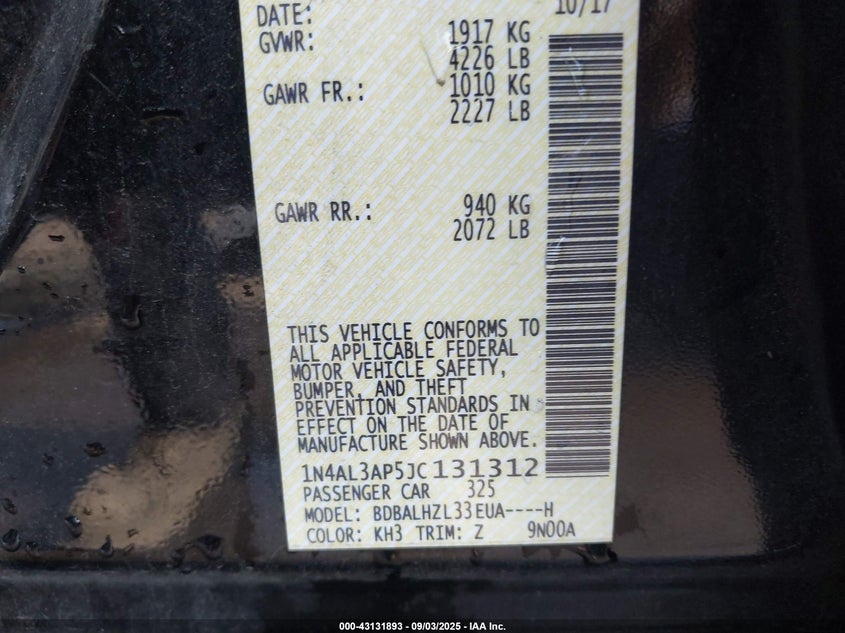 DATE: 10/17
GVWR: 1917 KG
4226 LB
GAWR FR.: 1010 KG
2227 LB
GAWR RR.: 940 KG
2072 LB
THIS VEHICLE CONFORMS TO
ALL APPLICABLE FEDERAL
MOTOR VEHICLE SAFETY,
BUMPER, AND THEFT
PREVENTION STANDARDS IN
EFFECT ON THE DATE OF
MANUFACTURE SHOWN ABOVE.
1N4AL3AP5JC131312
PASSENGER CAR 325
MODEL: BDBALHZL33EUA----H
COLOR: KH3 TRIM: Z 9N00A
000-43131893 - 09/03/2025 - IAA Inc.